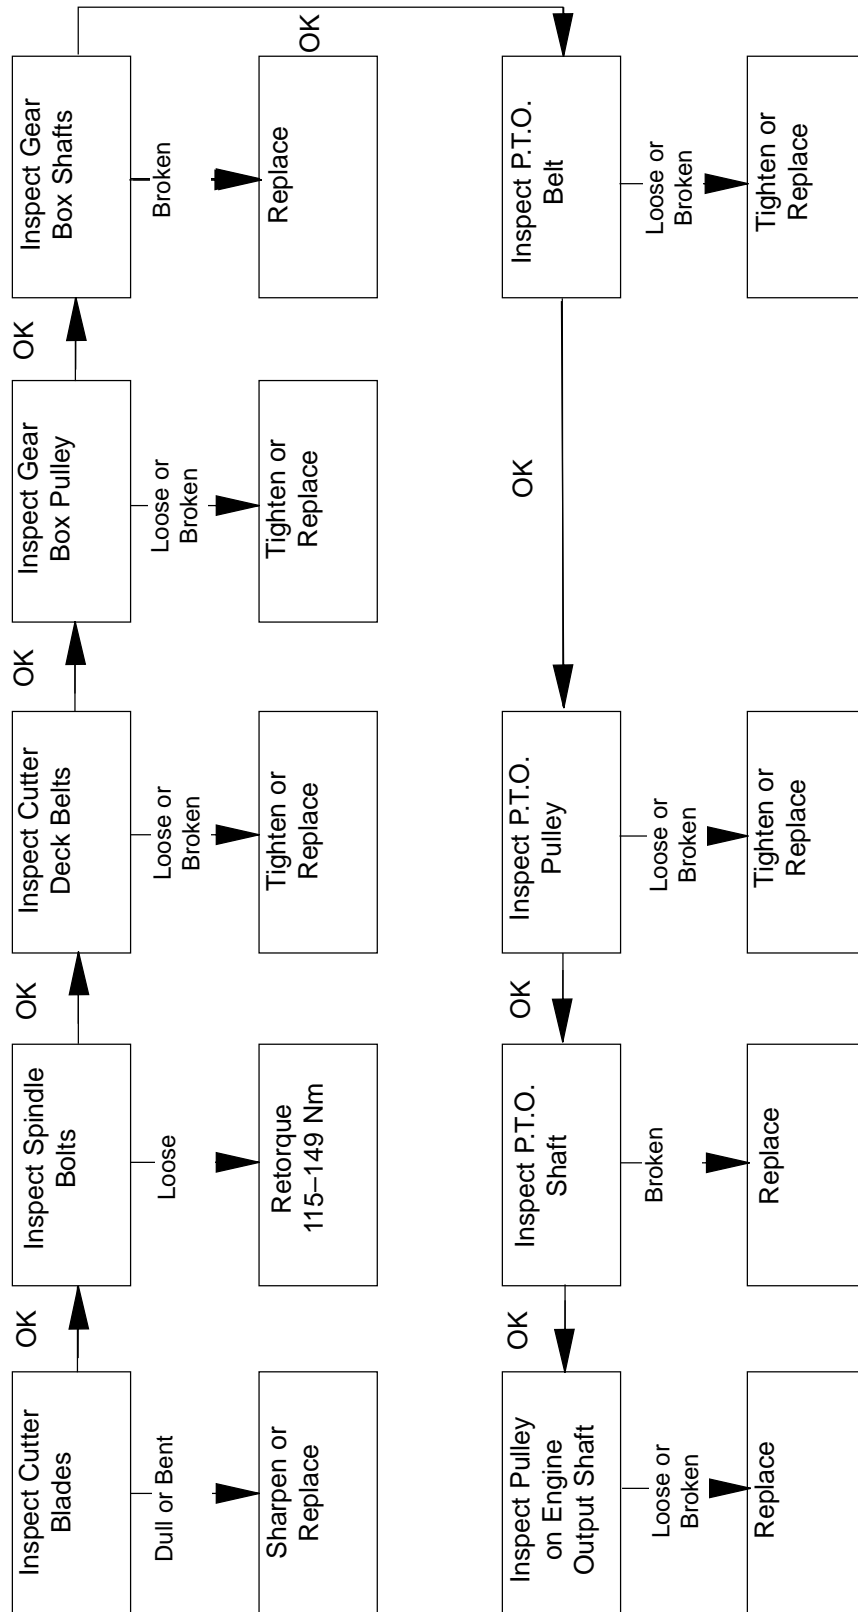 Inspect Cutter
Blades
OK
Inspect Spindle
Bolts
OK
Inspect Cutter
Deck Belts
OK
Inspect Gear
Box Pulley
OK
Inspect Gear
Box Shafts
OK
Dull or Bent
Loose
Loose or
Broken
Loose or
Broken
Broken
Sharpen or
Replace
Retorque
115–149 Nm
Tighten or
Replace
Tighten or
Replace
Replace
Inspect Pulley
on Engine
Output Shaft
OK
Inspect P.T.O.
Shaft
OK
Inspect P.T.O.
Pulley
OK
Inspect P.T.O.
Belt
Loose or
Broken
Broken
Loose or
Broken
Loose or
Broken
Replace
Replace
Tighten or
Replace
Tighten or
Replace